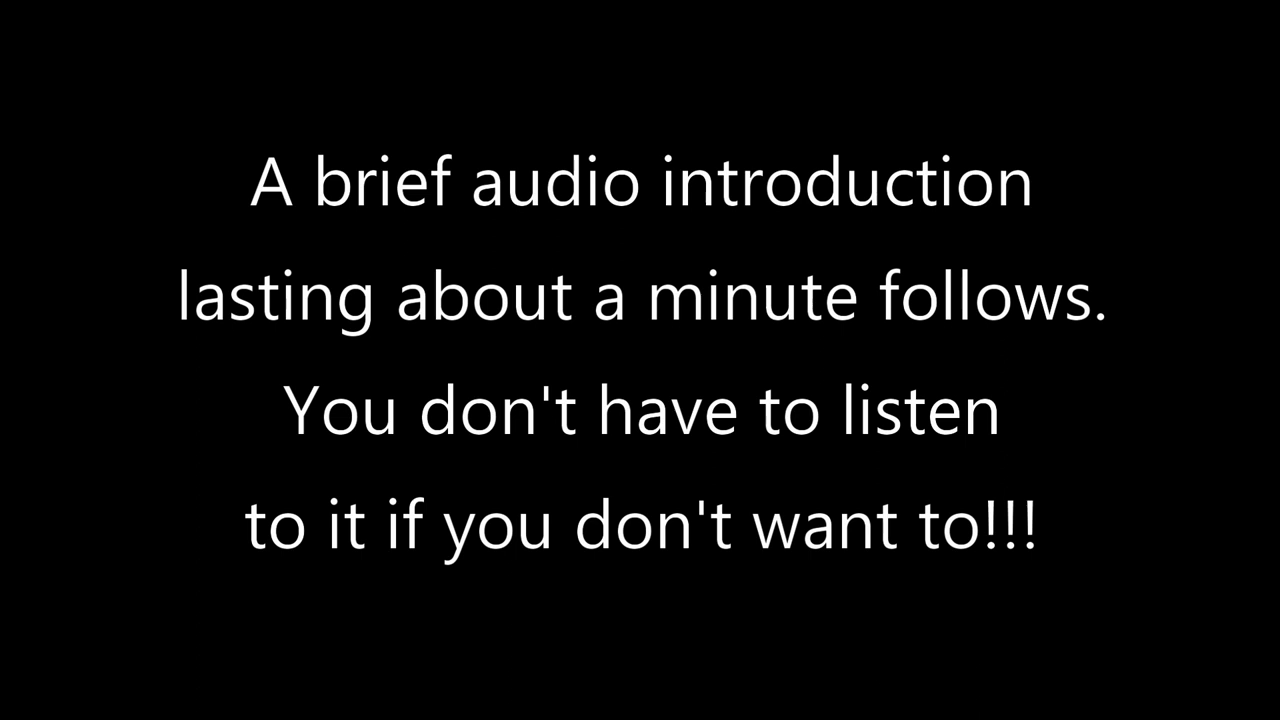 A brief audio introduction
lasting about a minute follows.
You don't have to listen
to it if you don't want to!!!